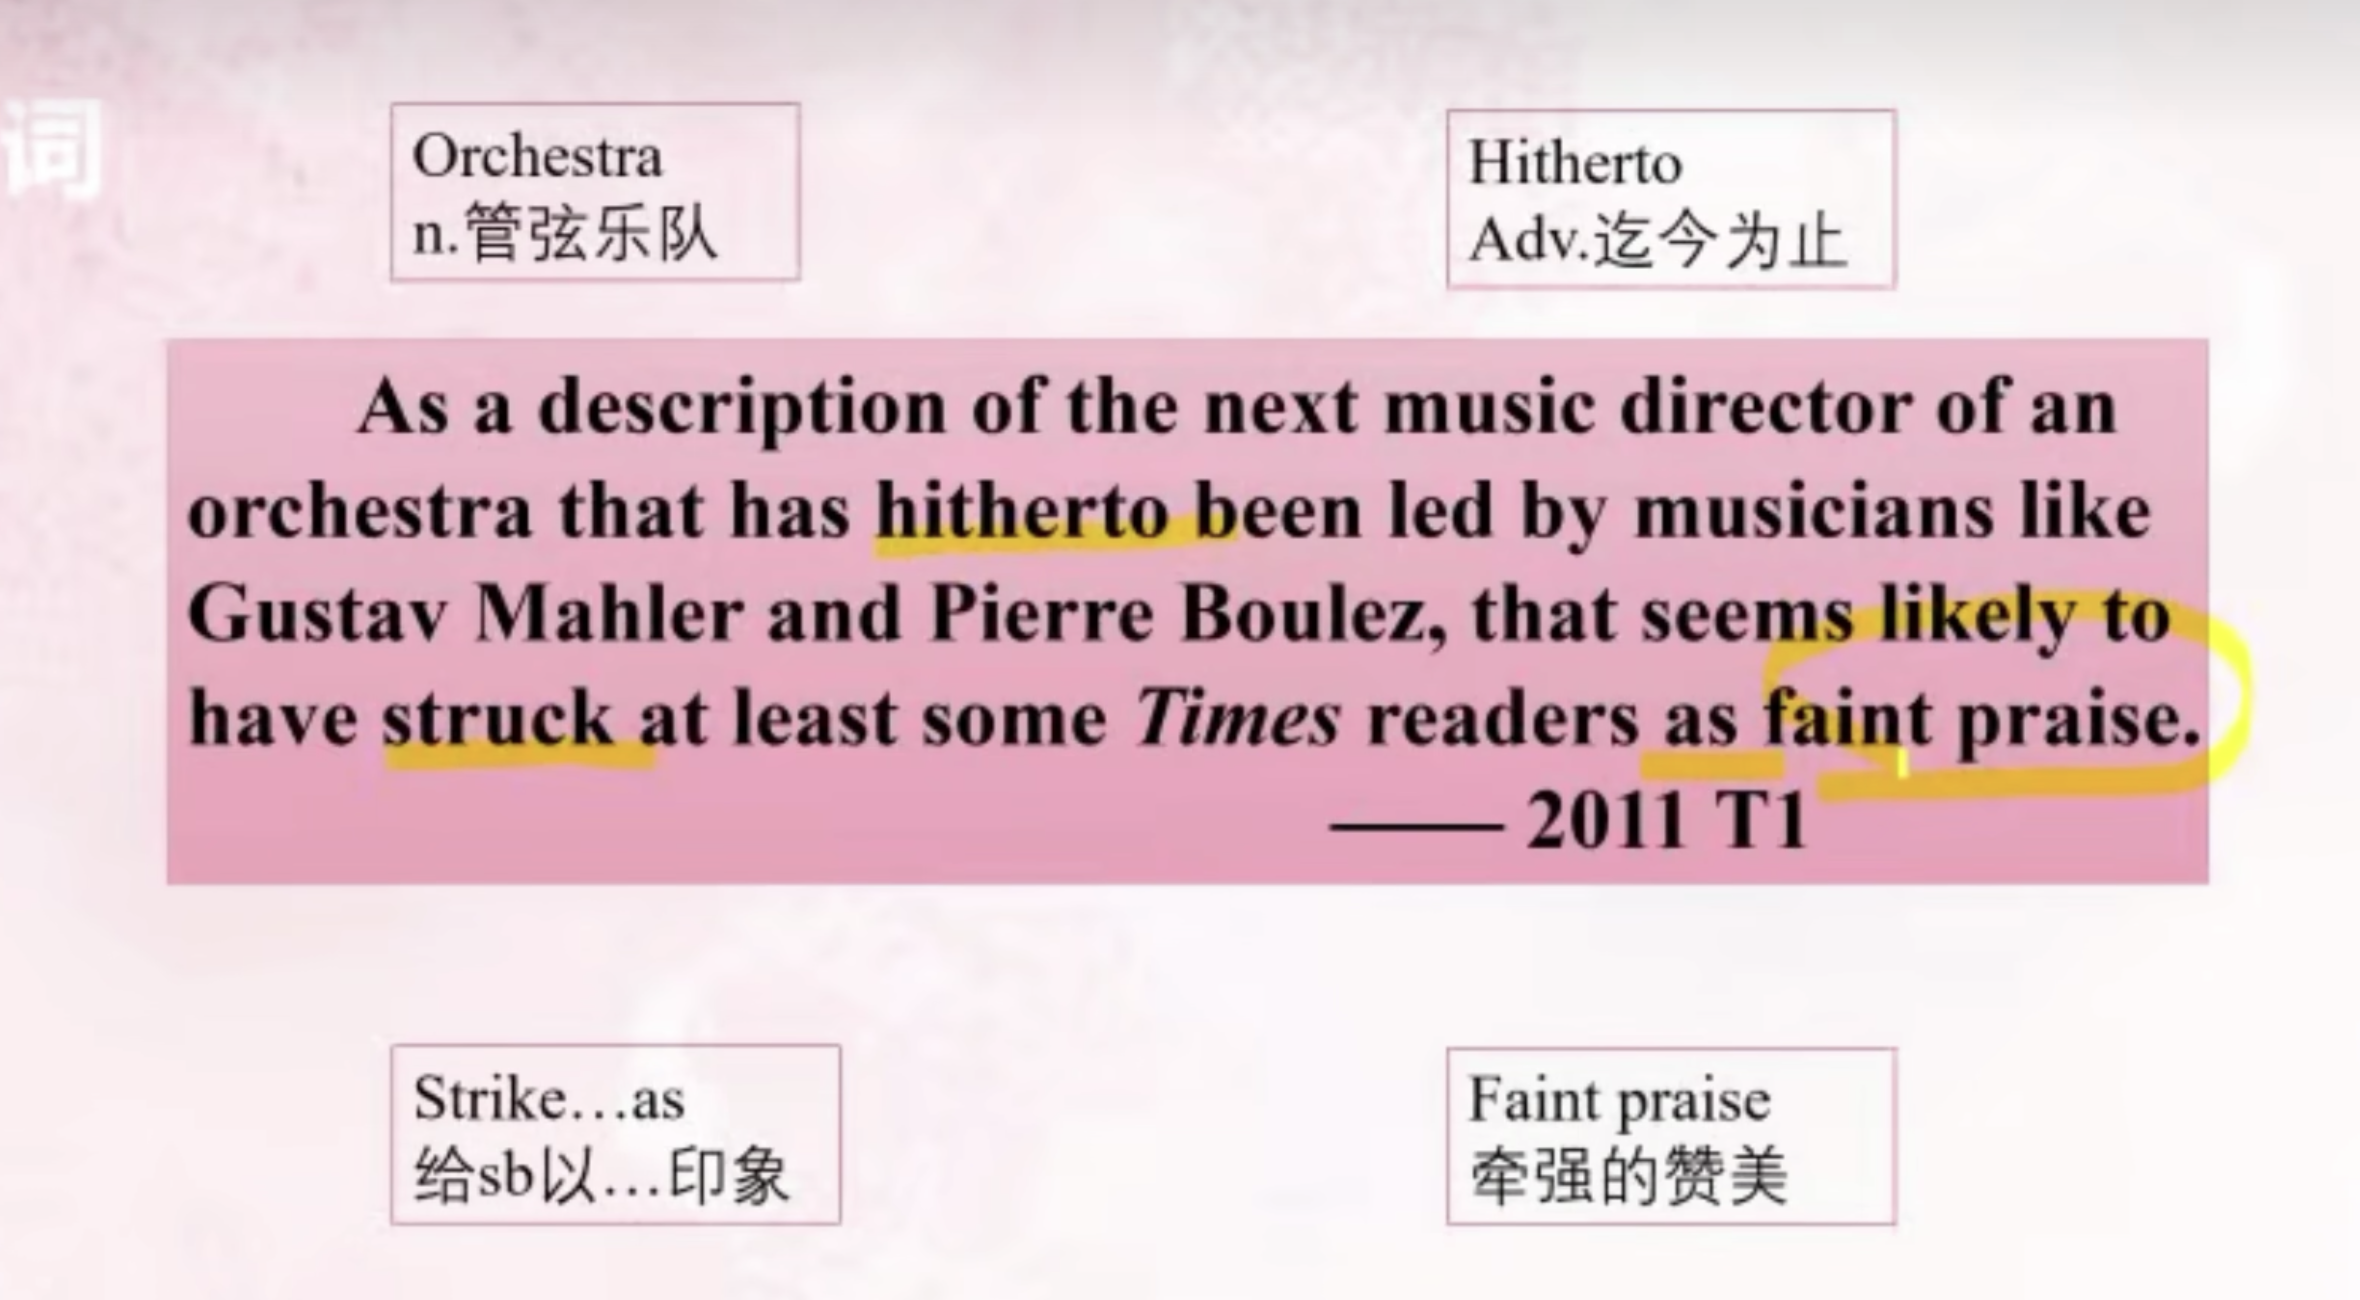 词
Orchestra
n.管弦乐队
Hitherto
Adv.迄今为止
As a description of the next music director of an
orchestra that has hitherto been led by musicians like
Gustav Mahler and Pierre Boulez, that seems likely to
have struck at least some Times readers as faint praise.
—— 2011 T1
Strike…as
给sb以…印象
Faint praise
牵强的赞美